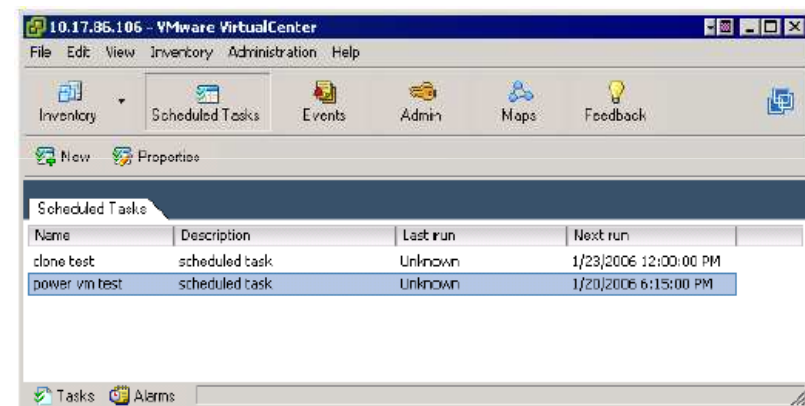 10.17.86.106 - VMware VirtualCenter
File Edit View Inventory Administration Help
Inventory Scheduled Tasks Events Admin Maps Feedback
New Properties
Scheduled Tasks
Name Description Last run Next run
clone test scheduled task Unknown 1/23/2006 12:00:00 PM
power vm test scheduled task Unknown 1/20/2006 6:15:00 PM
Tasks Alarms